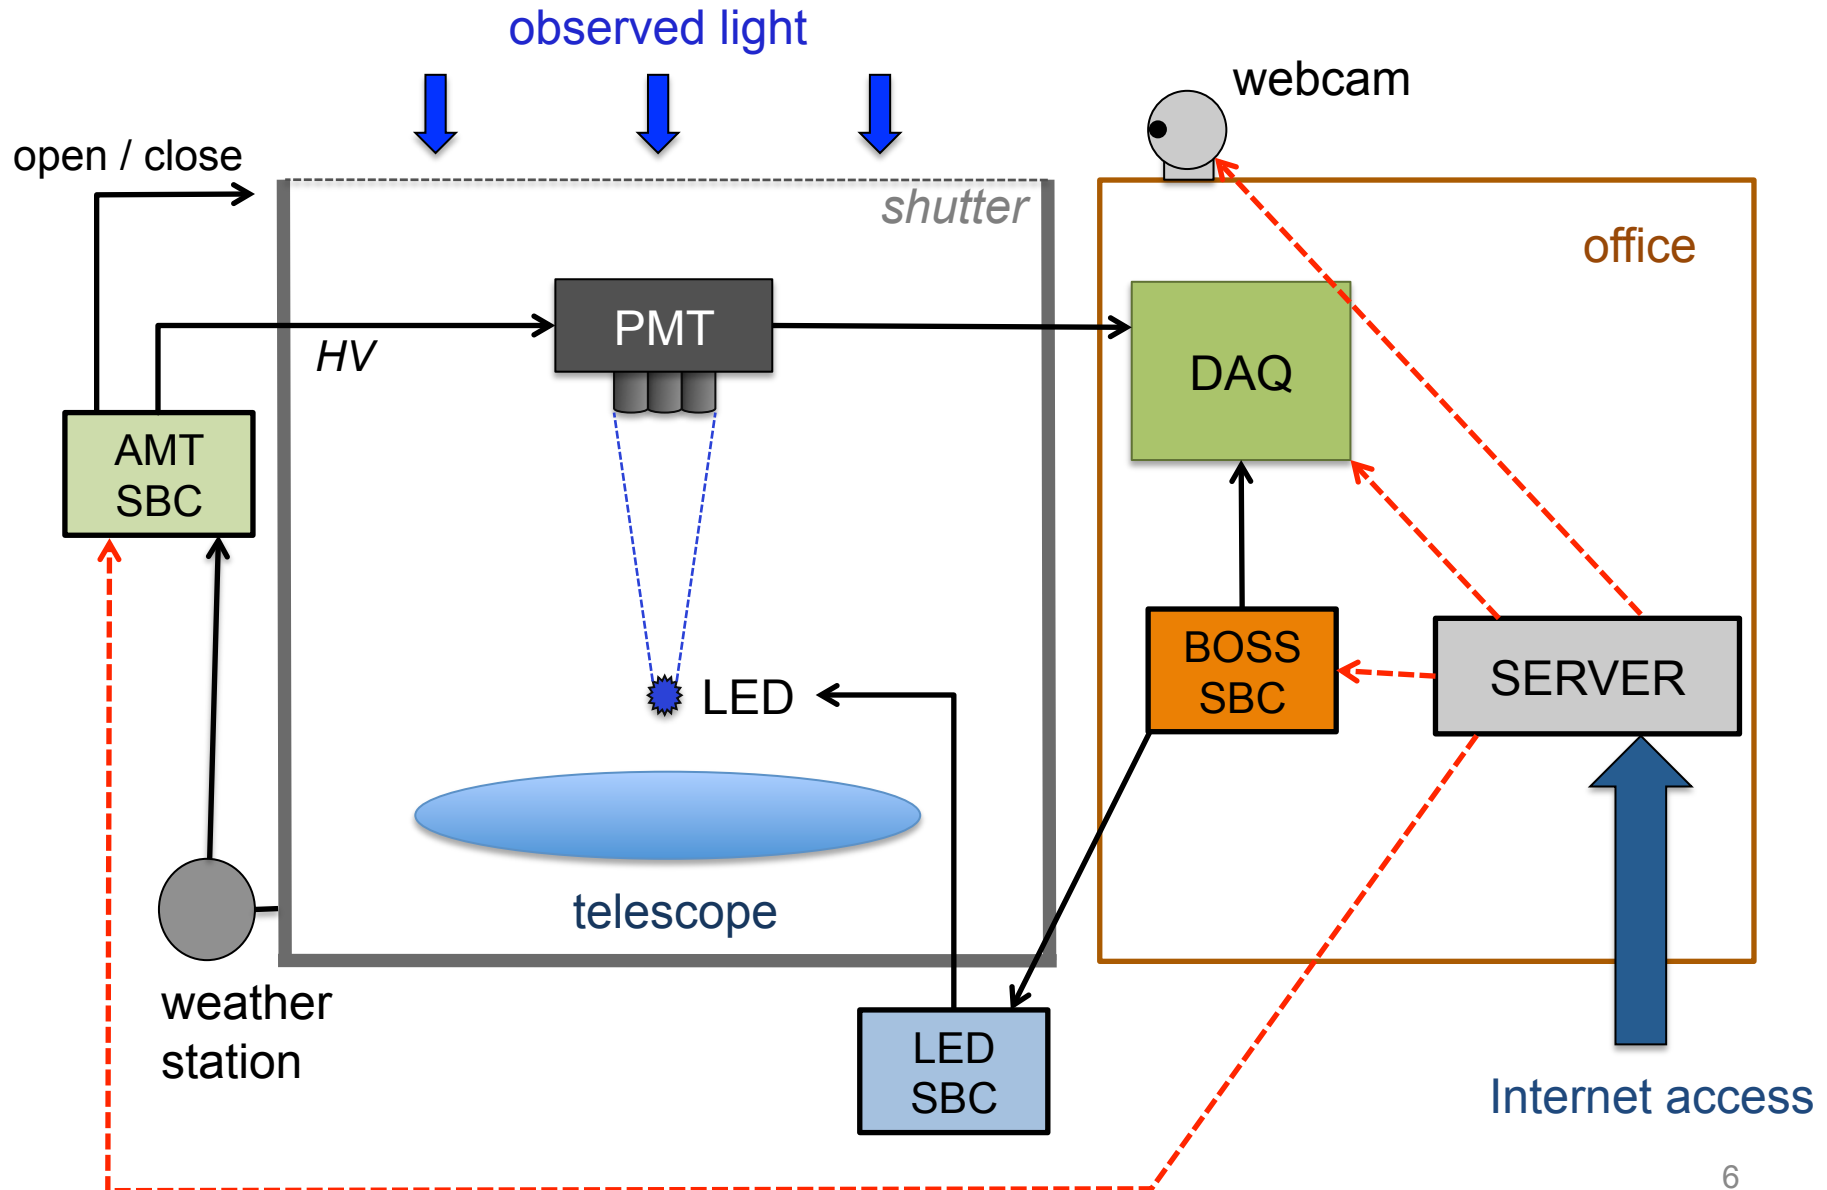 observed light
webcam
open / close
shutter
office
HV
PMT
DAQ
AMT
SBC
BOSS
SBC
SERVER
LED
telescope
weather
station
LED
SBC
Internet access
6